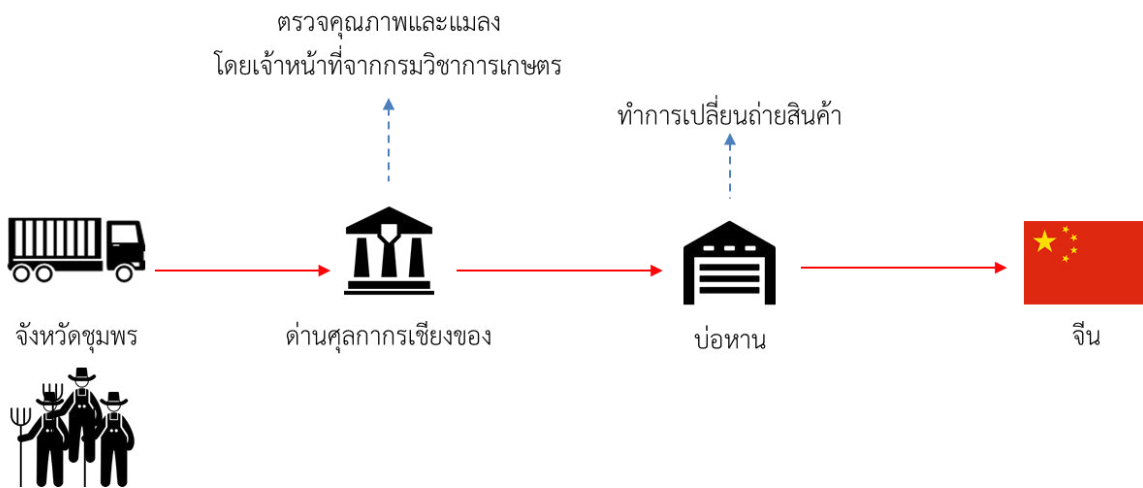 ตรวจคุณภาพและแมลง
โดยเจ้าหน้าที่จากกรมวิชาการเกษตร
ทำการเปลี่ยนถ่ายสินค้า
จังหวัดชุมพร
ด่านศุลกากรเชียงของ
บ่อหาน
จีน